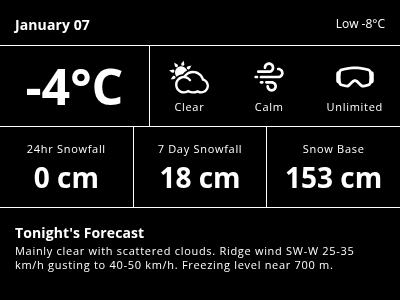 January 07
Low -8°C
-4°C
Clear
Calm
Unlimited
24hr Snowfall
7 Day Snowfall
Snow Base
0 cm
18 cm
153 cm
Tonight's Forecast
Mainly clear with scattered clouds. Ridge wind SW-W 25-35
km/h gusting to 40-50 km/h. Freezing level near 700 m.